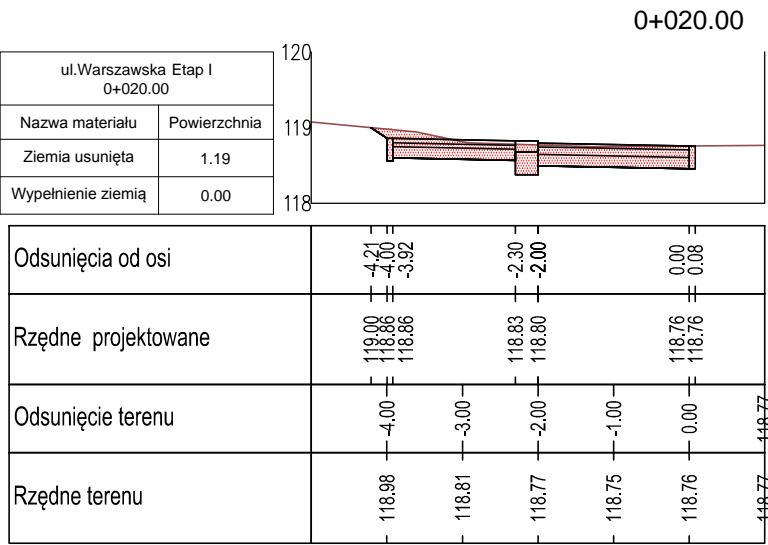 0+020.00
ul.Warszawska Etap I
0+020.00
Nazwa materiału Powierzchnia
Ziemia usunięta 1.19
Wypełnienie ziemią 0.00
120
119
118
Odsunięcia od osi -4.21 -4.00 -3.92 -2.30 -2.00 0.00 0.08
Rzędne projektowane 119.00 118.86 118.86 118.83 118.80 118.76 118.76
Odsunięcie terenu -4.00 -3.00 -2.00 -1.00 0.00 118.77
Rzędne terenu 118.98 118.81 118.77 118.75 118.76 118.77